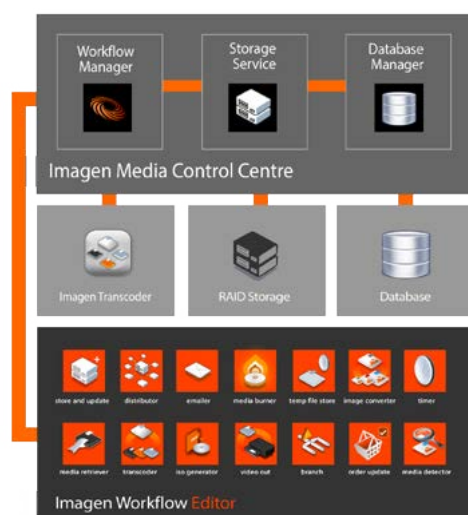 Workflow
Manager
Storage
Service
Database
Manager
Imagen Media Control Centre
Imagen Transcoder
RAID Storage
Database
store and update
distributor
emailer
media burner
temp file store
image converter
timer
media retriever
transcoder
iso generator
video out
branch
order update
media detector
Imagen Workflow Editor